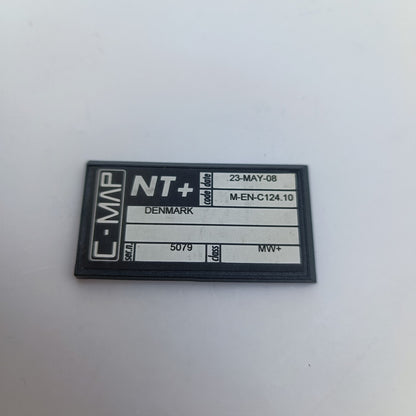 C-MAP
NT+
date .23-MAY-08
code M-EN-C124.10
DENMARK
ser.n. 5079
class MW+